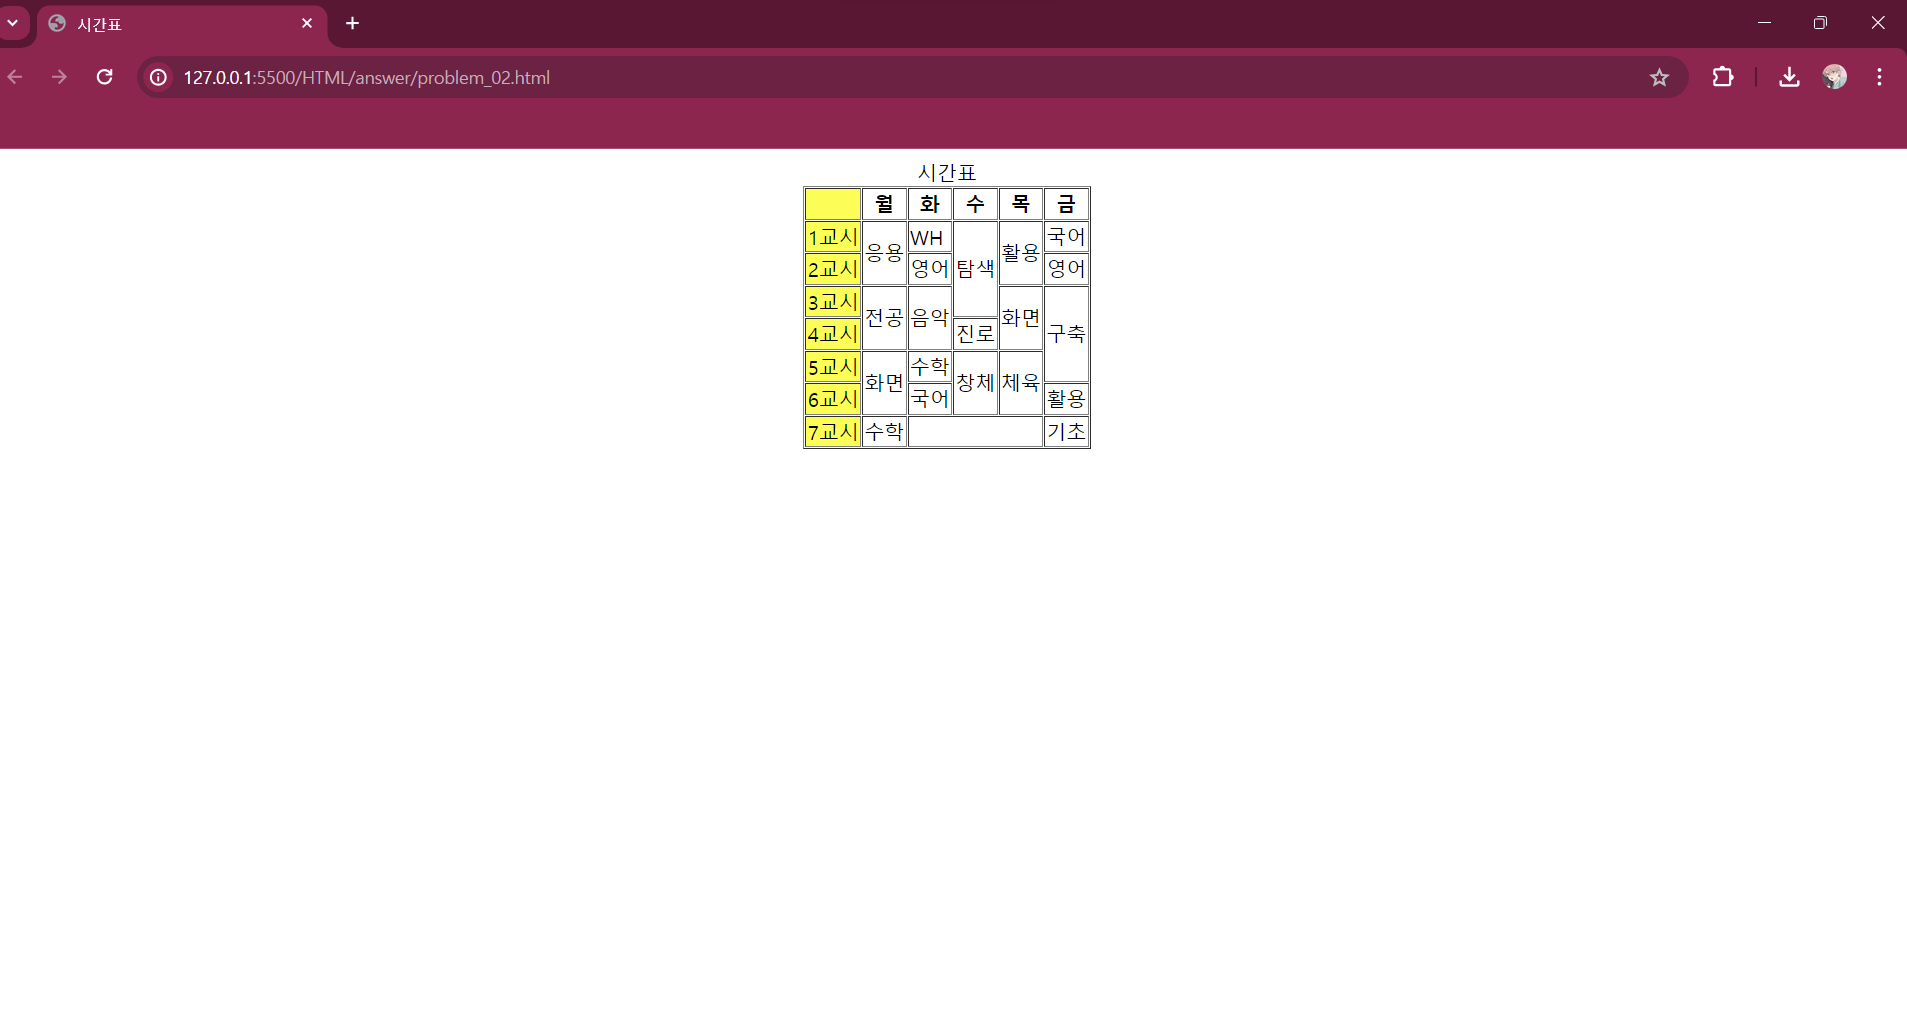 시간표
127.0.0.1:5500/HTML/answer/problem_02.html
시간표
월 화 수 목 금
1교시 응용 WH 탐색 활용 국어
2교시 영어 영어
3교시 전공 음악 화면 구축
4교시 진로
5교시 화면 수학 창체 체육
6교시 국어 활용
7교시 수학 기초